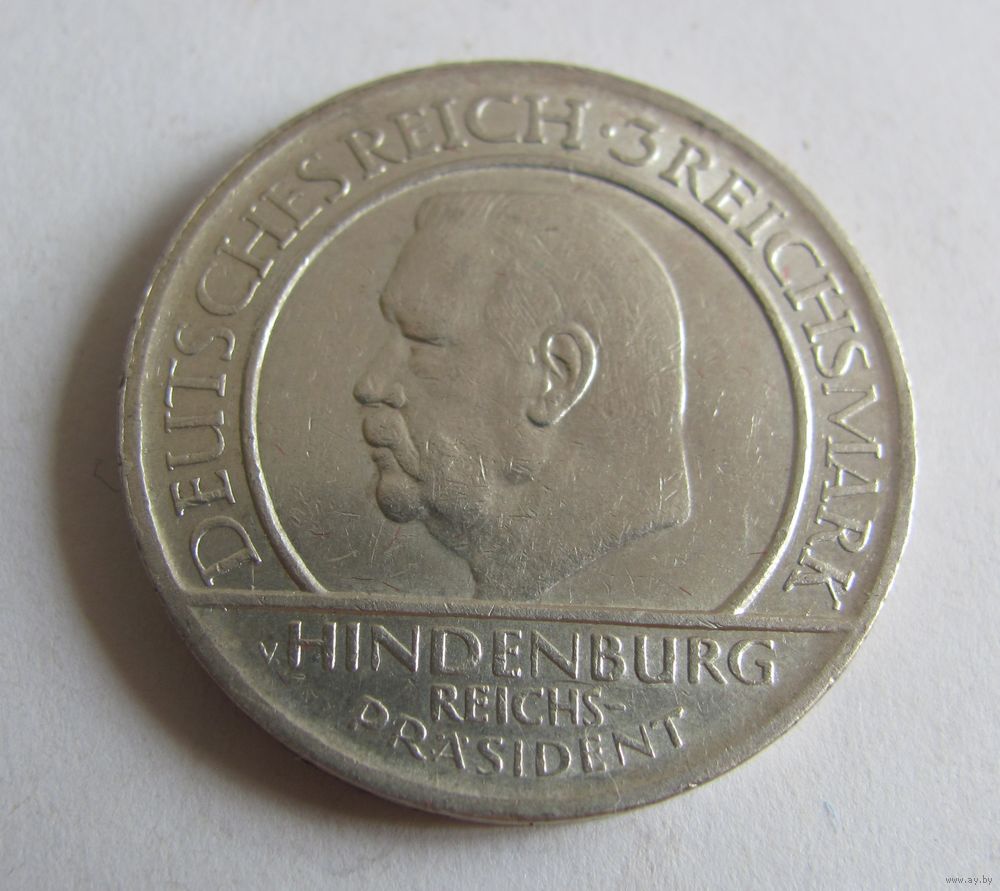 DEUTSCHES REICH · 3 REICHSMARK
v. HINDENBURG
REICHS-
PRÄSIDENT
www.ay.by